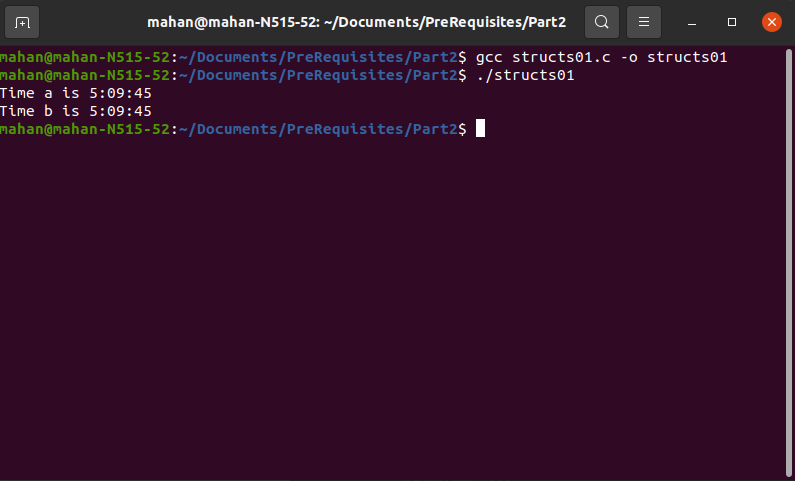 mahan@mahan-N515-52: ~/Documents/PreRequisites/Part2
mahan@mahan-N515-52:~/Documents/PreRequisites/Part2$ gcc structs01.c -o structs01
mahan@mahan-N515-52:~/Documents/PreRequisites/Part2$ ./structs01
Time a is 5:09:45
Time b is 5:09:45
mahan@mahan-N515-52:~/Documents/PreRequisites/Part2$